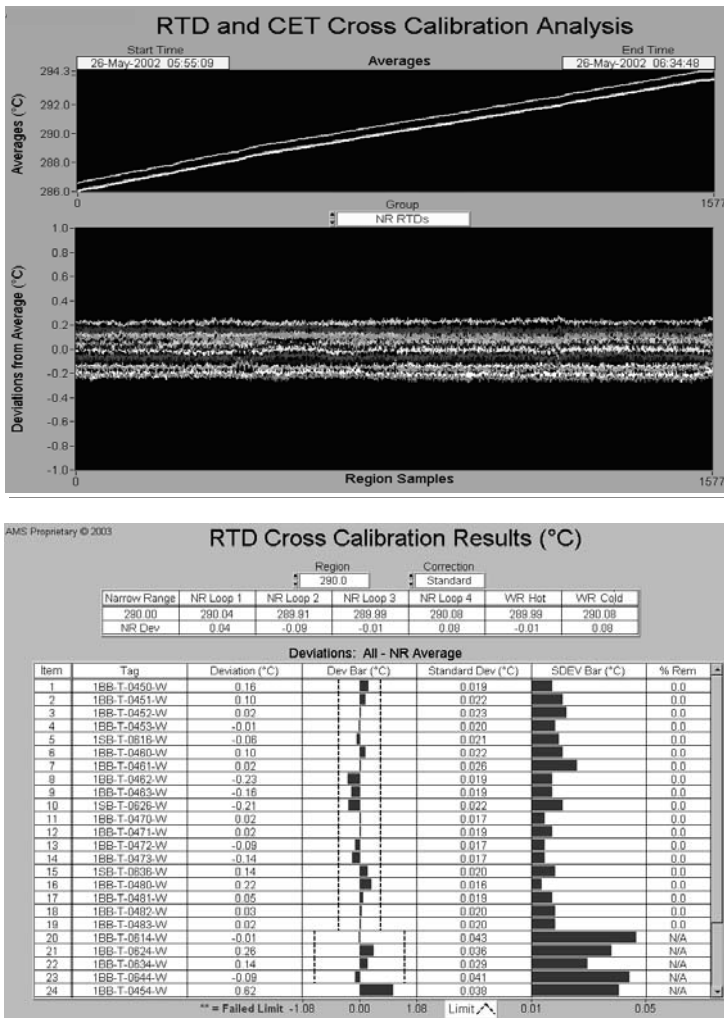 RTD and CET Cross Calibration Analysis
Start Time
26-May-2002 05:55:09
Averages
End Time
26-May-2002 06:34:48
Averages (°C)
294.3
292.0
290.0
288.0
286.0
0
1577
Group
NR RTDs
Deviations from Average (°C)
1.0
0.8
0.6
0.4
0.2
0.0
-0.2
-0.4
-0.6
-0.8
-1.0
0
Region Samples
1577
AMS Proprietary © 2003
RTD Cross Calibration Results (°C)
Region
290.0
Correction
Standard
Narrow Range NR Loop 1 NR Loop 2 NR Loop 3 NR Loop 4 WR Hot WR Cold
290.00 290.04 289.91 289.99 290.08 289.99 290.08
NR Dev 0.04 -0.09 -0.01 0.08 -0.01 0.08
Deviations: All - NR Average
Item Tag Deviation (°C) Dev Bar (°C) Standard Dev (°C) SDEV Bar (°C) % Rem
1 1BB-T-0450-W 0.16 0.019 0.0
2 1BB-T-0451-W 0.10 0.022 0.0
3 1BB-T-0452-W 0.02 0.023 0.0
4 1BB-T-0453-W -0.01 0.020 0.0
5 1SB-T-0616-W -0.06 0.021 0.0
6 1BB-T-0460-W 0.10 0.022 0.0
7 1BB-T-0461-W 0.02 0.026 0.0
8 1BB-T-0462-W -0.23 0.019 0.0
9 1BB-T-0463-W -0.16 0.019 0.0
10 1SB-T-0626-W -0.21 0.022 0.0
11 1BB-T-0470-W 0.02 0.017 0.0
12 1BB-T-0471-W 0.02 0.019 0.0
13 1BB-T-0472-W -0.09 0.017 0.0
14 1BB-T-0473-W -0.14 0.017 0.0
15 1SB-T-0636-W 0.14 0.020 0.0
16 1BB-T-0480-W 0.22 0.016 0.0
17 1BB-T-0481-W 0.05 0.019 0.0
18 1BB-T-0482-W 0.03 0.020 0.0
19 1BB-T-0483-W 0.02 0.020 0.0
20 1BB-T-0614-W -0.01 0.043 N/A
21 1BB-T-0624-W 0.26 0.036 N/A
22 1BB-T-0634-W 0.14 0.029 N/A
23 1BB-T-0644-W -0.09 0.041 N/A
24 1BB-T-0454-W 0.62 0.038 N/A
** = Failed Limit -1.08 0.00 1.08 Limit 0.01 0.05